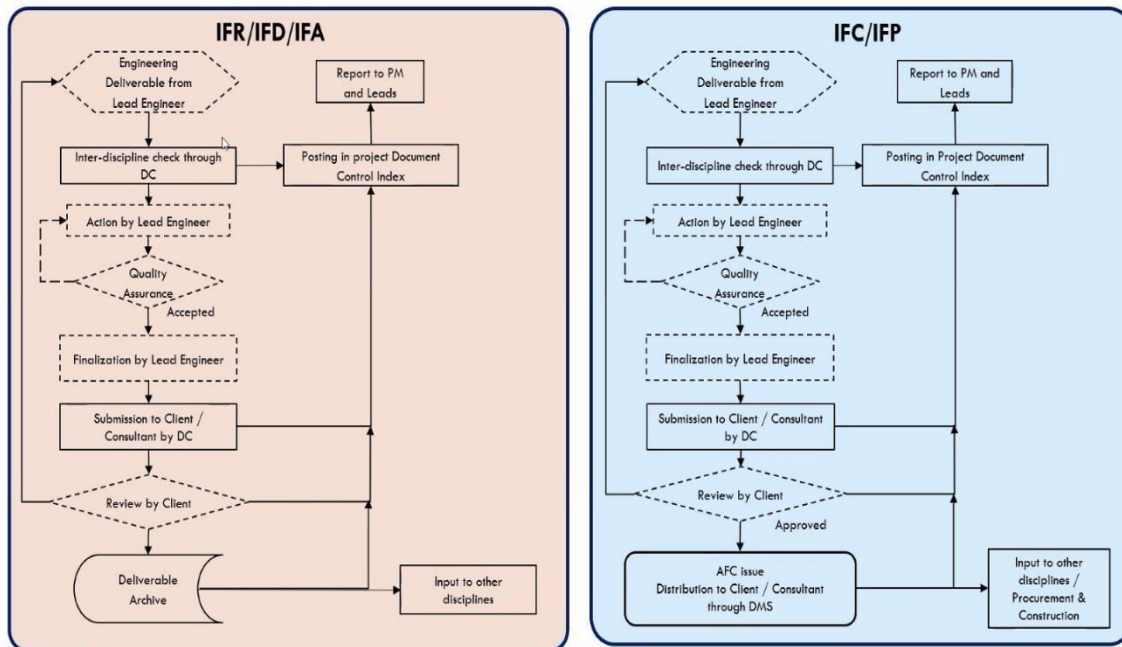 IFR/IFD/IFA
Engineering
Deliverable from
Lead Engineer
Report to PM
and Leads
Inter-discipline check through
DC
Posting in project Document
Control Index
Action by Lead Engineer
Quality
Assurance
Accepted
Finalization by Lead Engineer
Submission to Client /
Consultant by DC
Review by Client
Deliverable
Archive
Input to other
disciplines
IFC/IFP
Engineering
Deliverable from
Lead Engineer
Report to PM and
Leads
Inter-discipline check through DC
Posting in Project Document
Control Index
Action by Lead Engineer
Quality
Assurance
Accepted
Finalization by Lead Engineer
Submission to Client / Consultant
by DC
Review by Client
Approved
AFC issue
Distribution to Client / Consultant
through DMS
Input to other
disciplines /
Procurement &
Construction